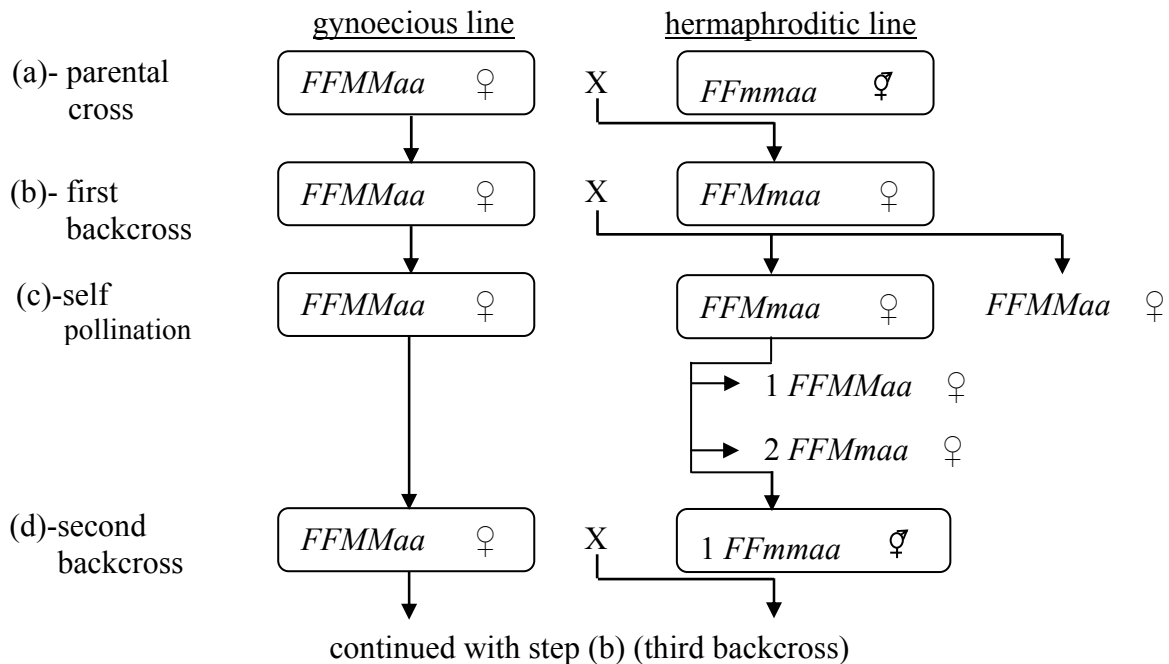 gynoecious line hermaphroditic line
(a)- parental cross FFMMaa ♀ X FFmmaa ⚥
(b)- first backcross FFMMaa ♀ X FFMmaa ♀
(c)-self pollination FFMMaa ♀ FFMmaa ♀ FFMMaa ♀
1 FFMMaa ♀
2 FFMmaa ♀
(d)-second backcross FFMMaa ♀ X 1 FFmmaa ⚥
continued with step (b) (third backcross)